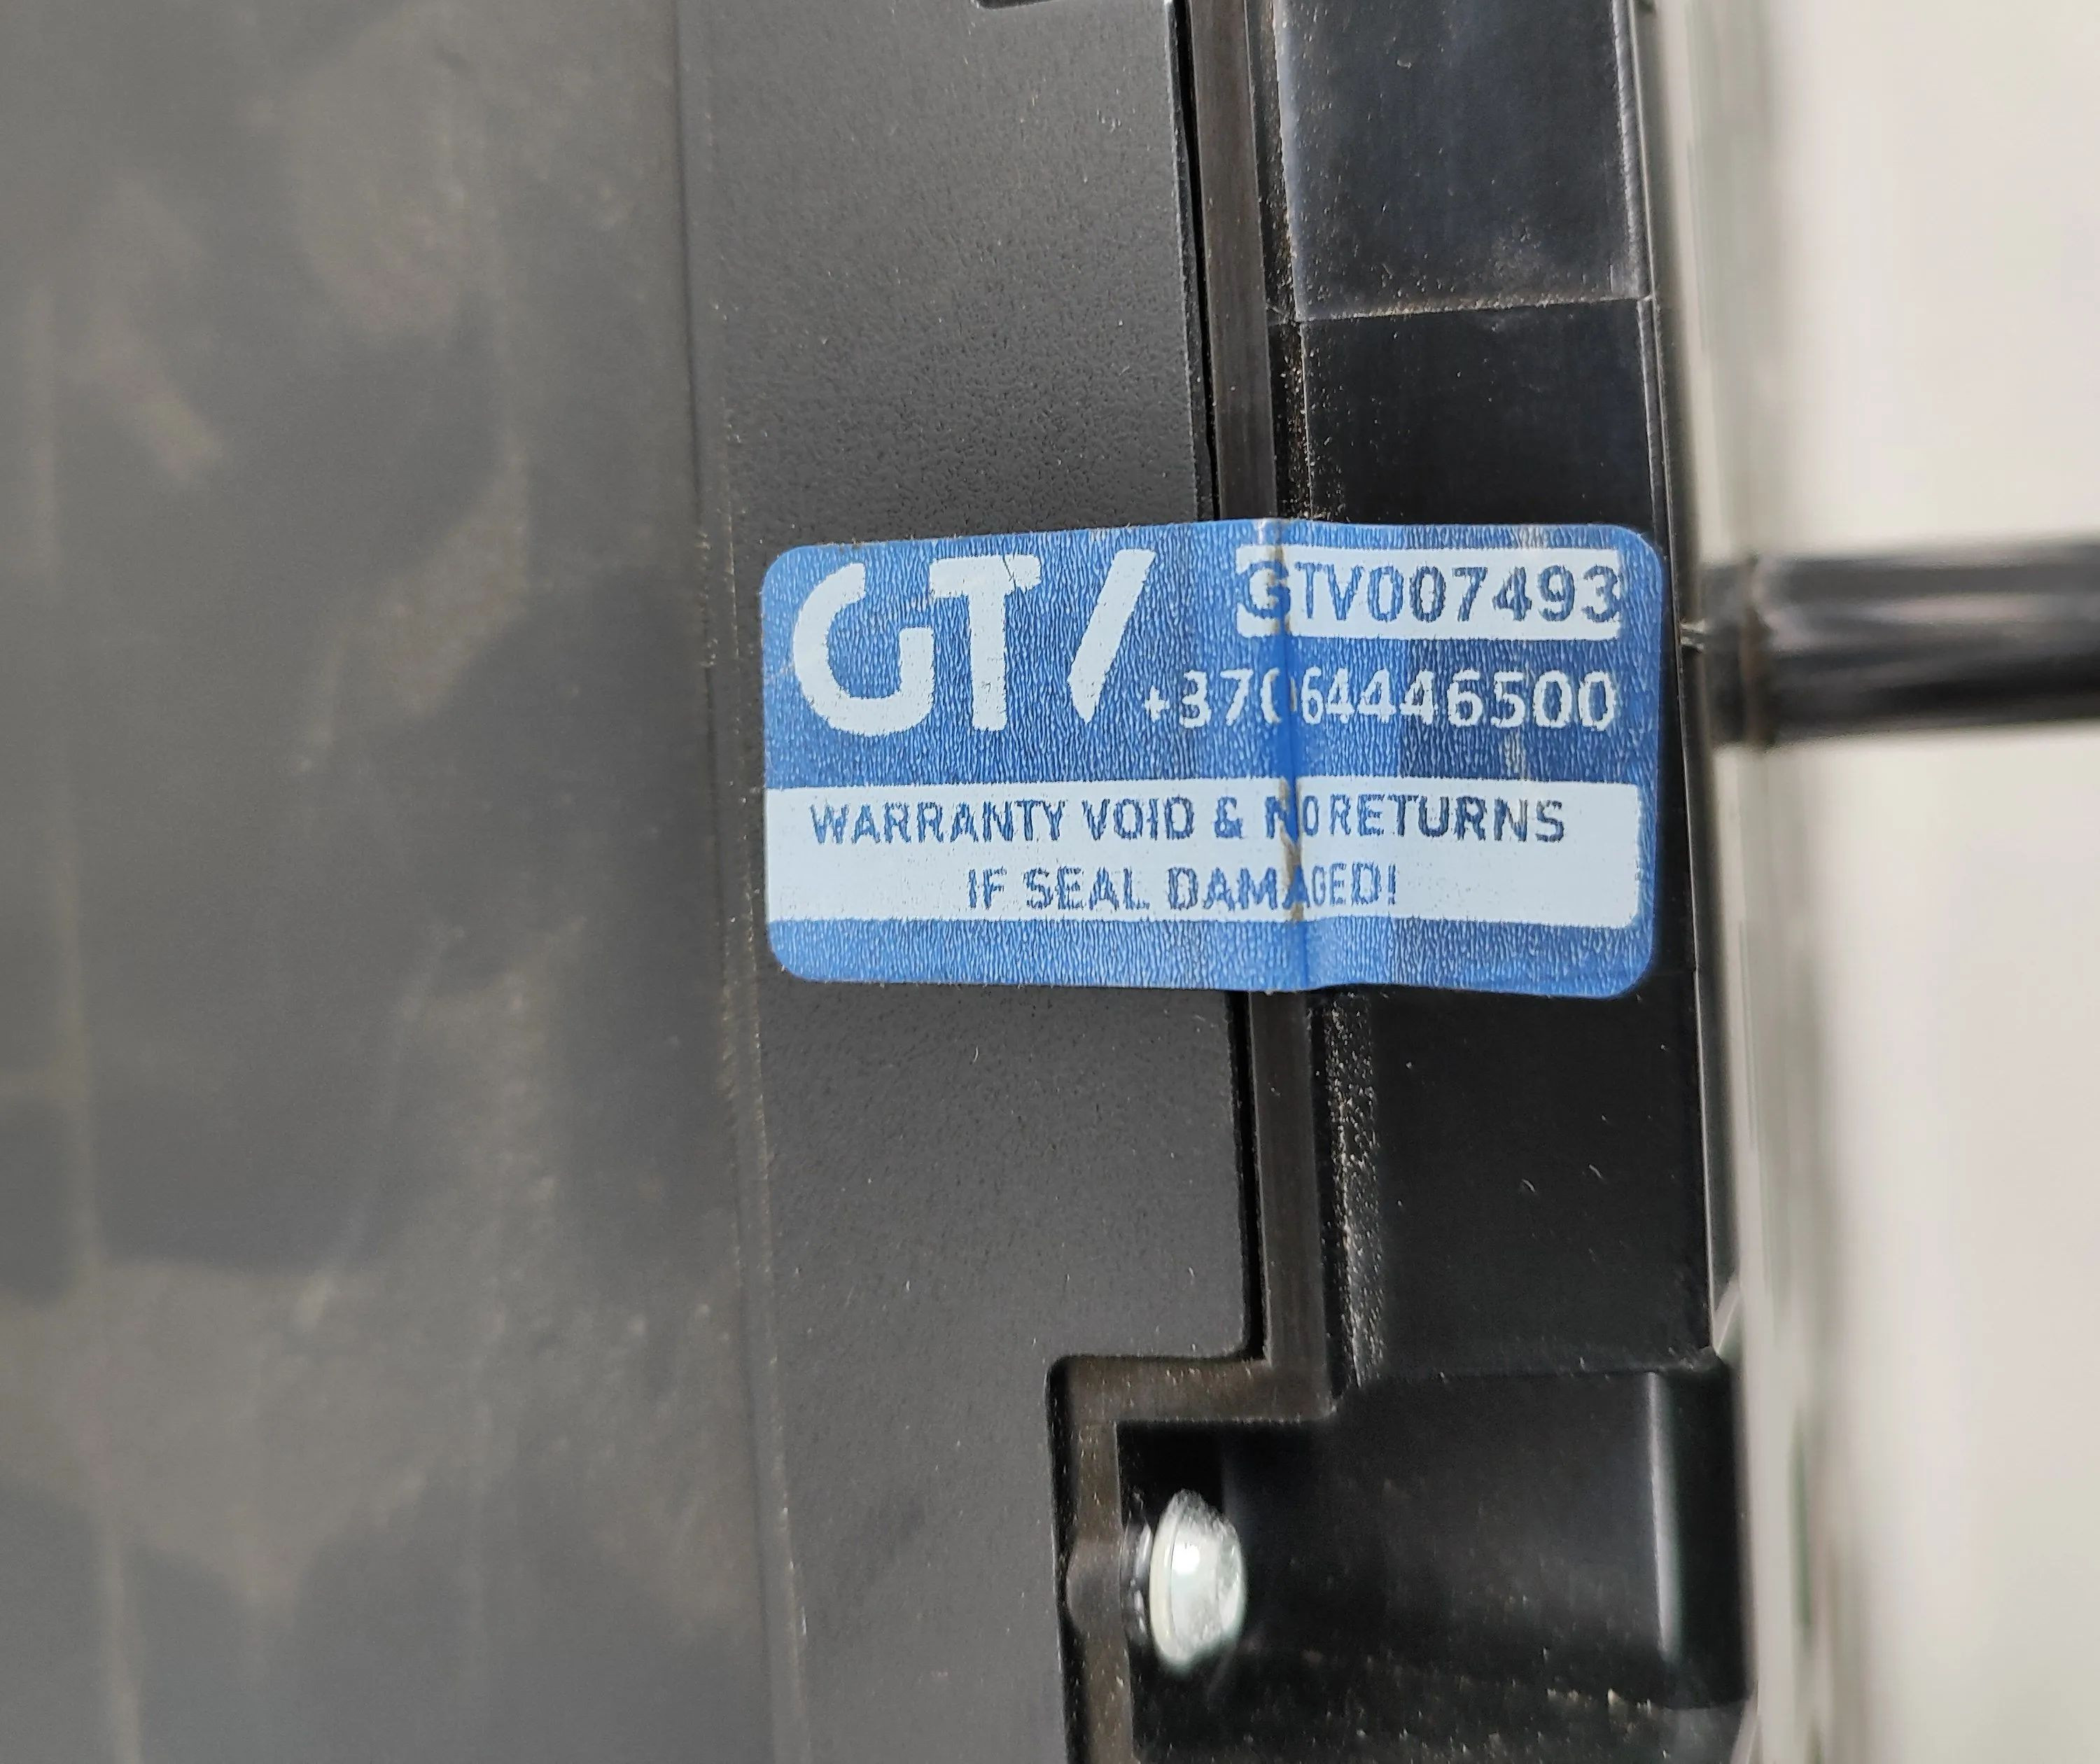 GTV GTV007493
+37064446500
WARRANTY VOID & NO RETURNS
IF SEAL DAMAGED!